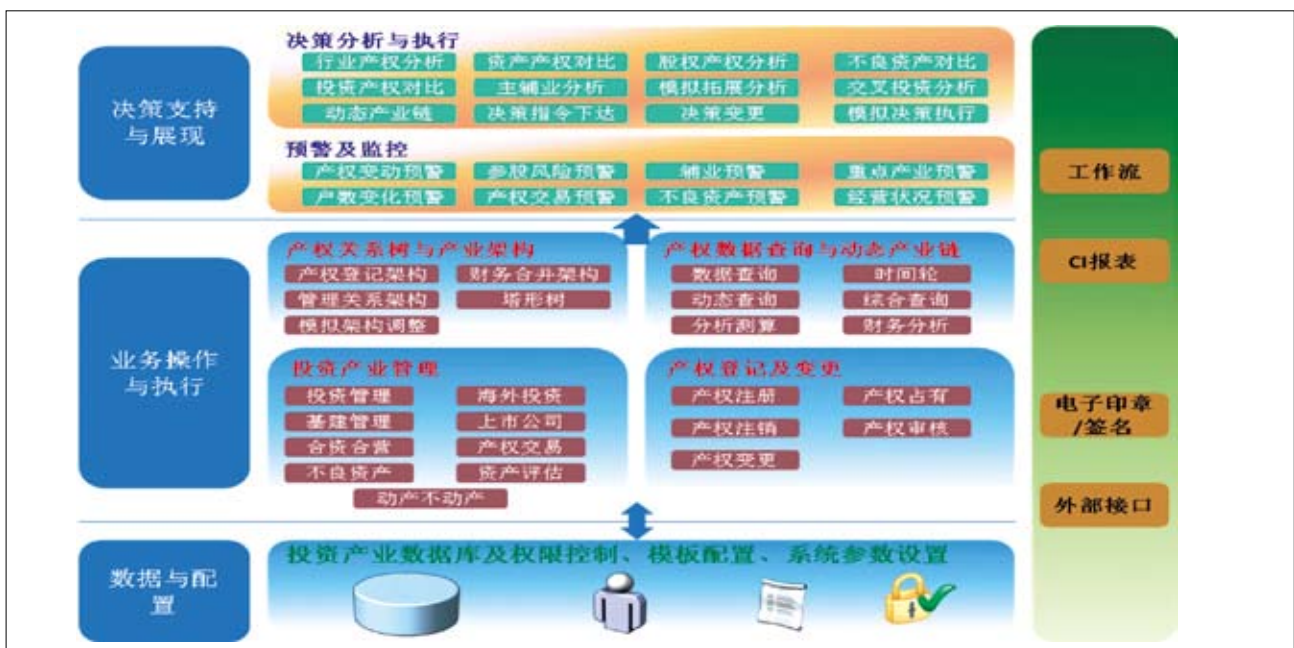 决策支持
与展现
决策分析与执行
行业产权分析 资产产权对比 股权产权分析 不良资产对比
投资产权对比 主辅业分析 模拟拓展分析 交叉投资分析
动态产业链 决策指令下达 决策变更 模拟决策执行
预警及监控
产权变动预警 参股风险预警 辅业预警 重点产业预警
户数变化预警 产权交易预警 不良资产预警 经营状况预警
业务操作
与执行
产权关系树与产业架构
产权登记架构 财务合并架构
管理关系架构 塔形树
模拟架构调整
产权数据查询与动态产业链
数据查询 时间轮
动态查询 综合查询
分析测算 财务分析
投资产业管理
投资管理 海外投资
基建管理 上市公司
合资合营 产权交易
不良资产 资产评估
动产不动产
产权登记及变更
产权注册 产权占有
产权注销 产权审核
产权变更
数据与配
置
投资产业数据库及权限控制、模板配置、系统参数设置
工作流
CI报表
电子印章
/签名
外部接口